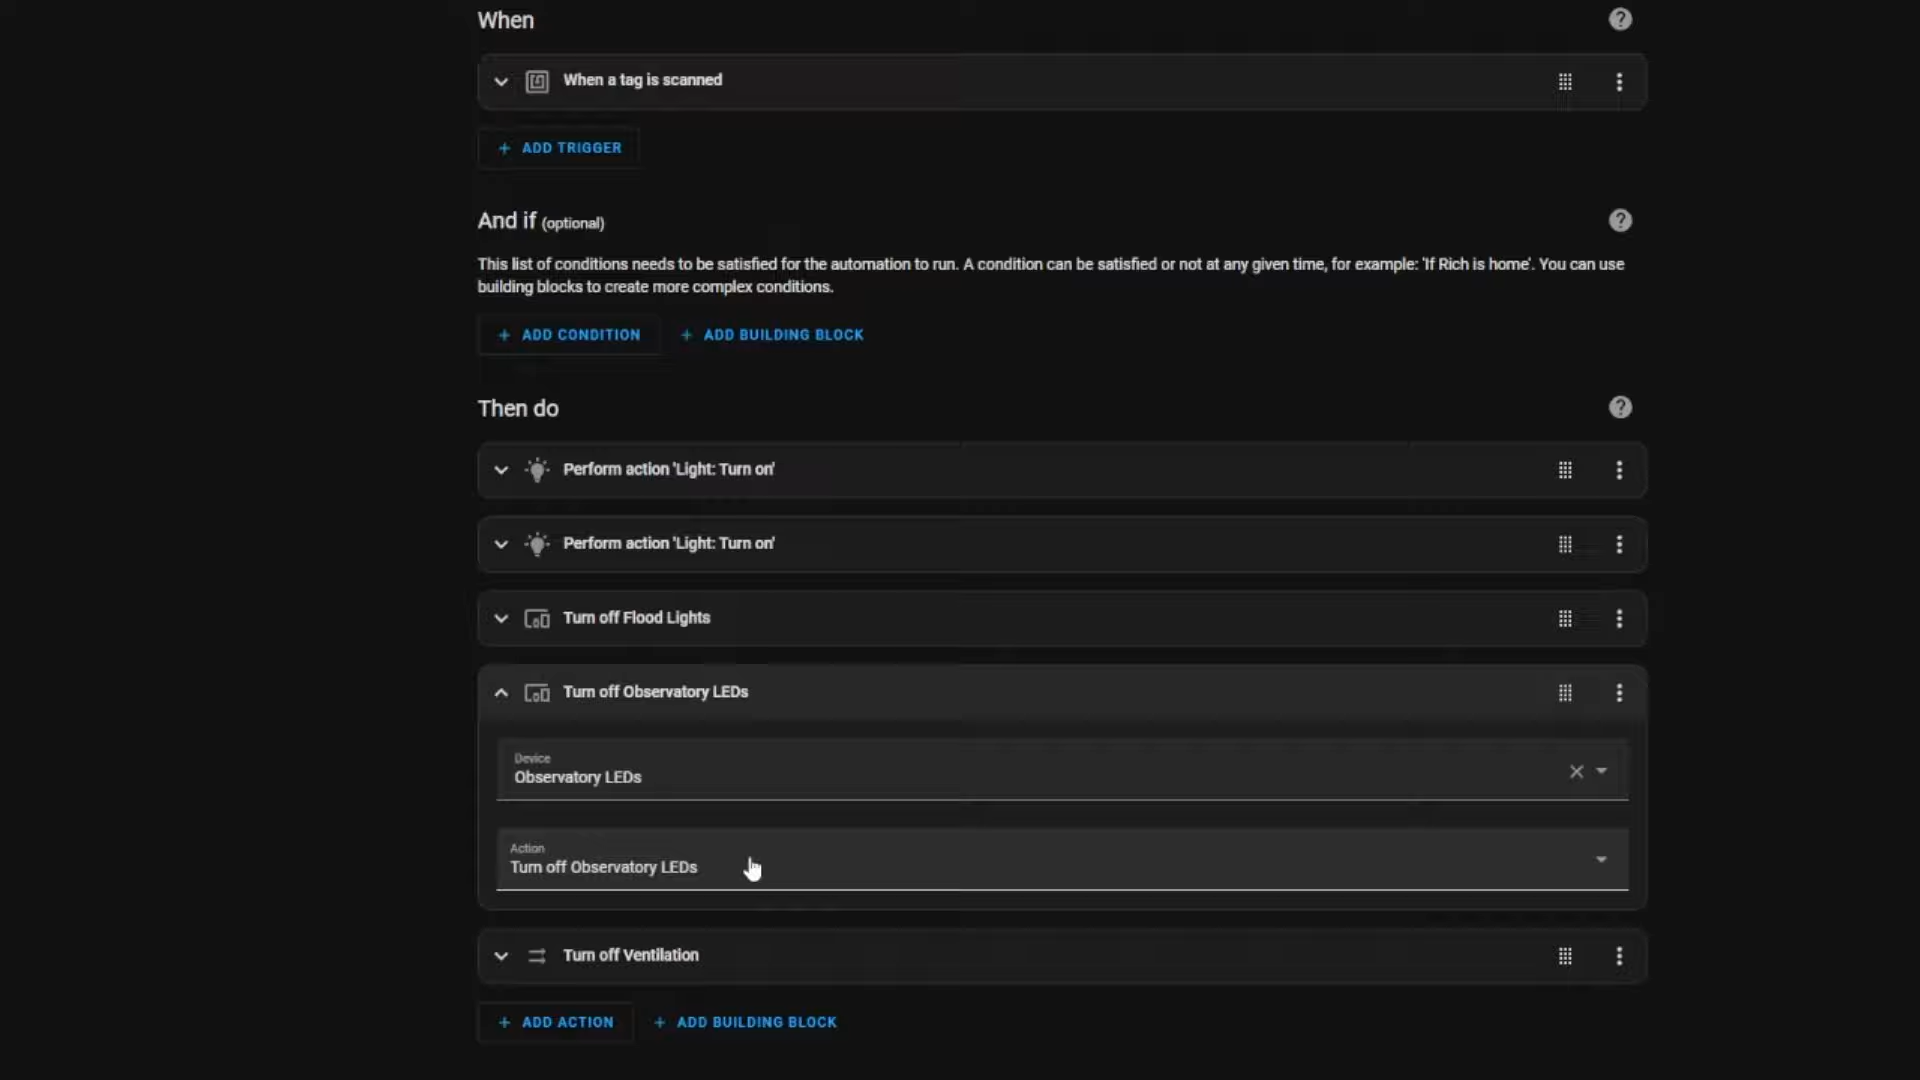 When
When a tag is scanned
+ ADD TRIGGER
And if (optional)
This list of conditions needs to be satisfied for the automation to run. A condition can be satisfied or not at any given time, for example: 'If Rich is home'. You can use
building blocks to create more complex conditions.
+ ADD CONDITION + ADD BUILDING BLOCK
Then do
Perform action 'Light: Turn on'
Perform action 'Light: Turn on'
Turn off Flood Lights
Turn off Observatory LEDs
Device
Observatory LEDs
Action
Turn off Observatory LEDs
Turn off Ventilation
+ ADD ACTION + ADD BUILDING BLOCK